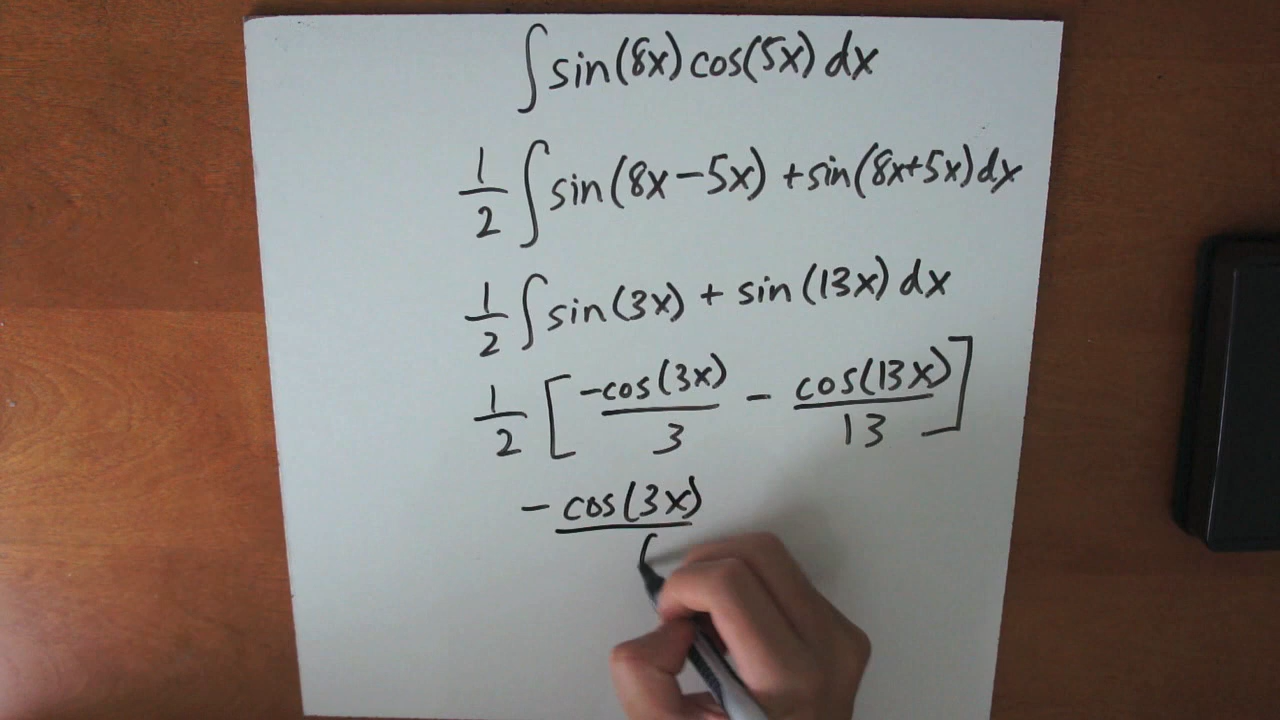 ∫ sin(8x) cos(5x) dx
1/2 ∫ sin(8x-5x) + sin(8x+5x) dx
1/2 ∫ sin(3x) + sin(13x) dx
1/2 [ -cos(3x)/3 - cos(13x)/13 ]
- cos(3x)/